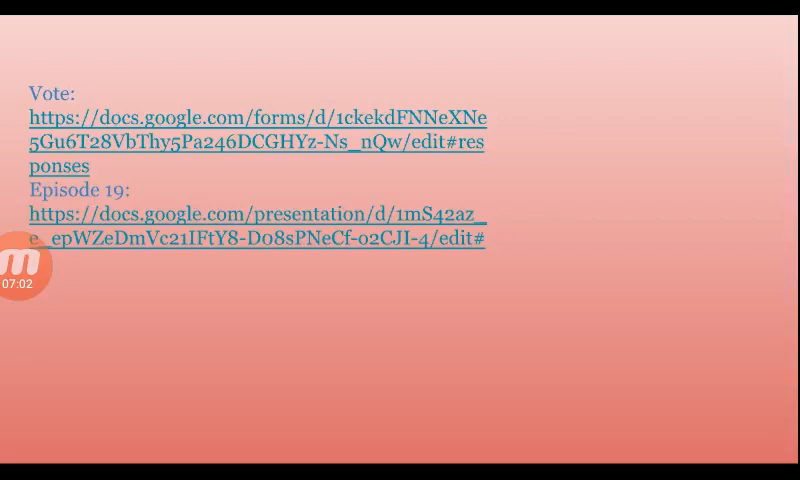 Vote:
https://docs.google.com/forms/d/1ckekdFNNeXNe
5Gu6T28VbThy5Pa246DCGHYz-Ns_nQw/edit#res
ponses
Episode 19:
https://docs.google.com/presentation/d/1mS42az_
e_epWZeDmVc21IFtY8-D08sPNeCf-02CJI-4/edit#
m
07:02